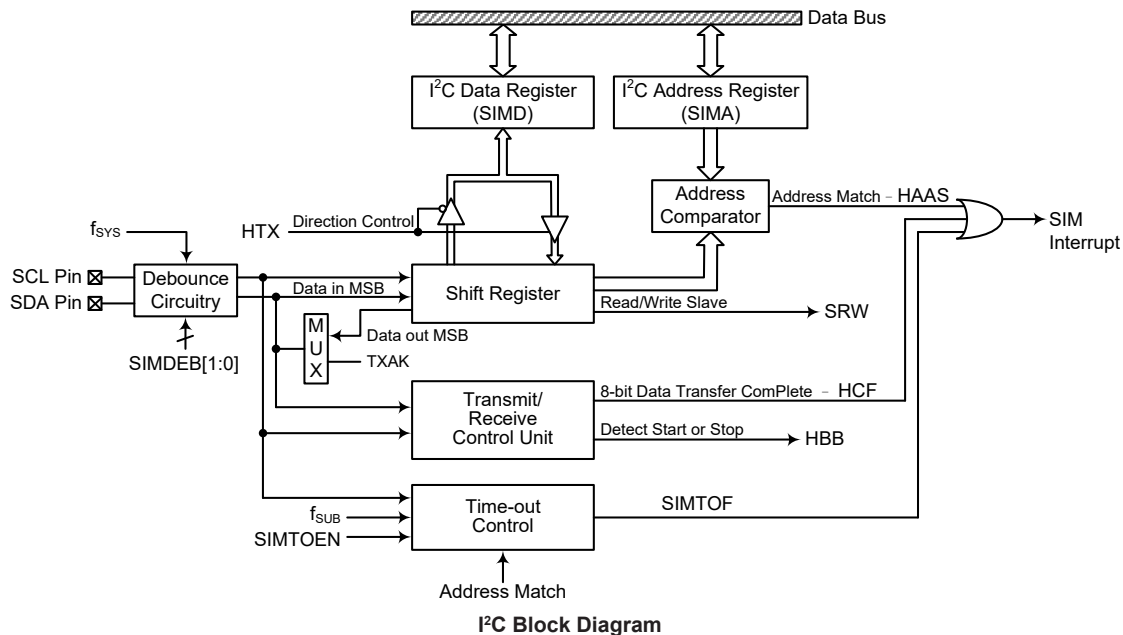 Data Bus
I²C Data Register
(SIMD)
I²C Address Register
(SIMA)
Address
Comparator
Address Match - HAAS
SIM
Interrupt
HTX
Direction Control
fSYS
SCL Pin
SDA Pin
Debounce
Circuitry
SIMDEB[1:0]
Data in MSB
Shift Register
Read/Write Slave
SRW
M
U
X
Data out MSB
TXAK
Transmit/
Receive
Control Unit
8-bit Data Transfer ComPlete - HCF
Detect Start or Stop
HBB
fSUB
SIMTOEN
Time-out
Control
SIMTOF
Address Match
I²C Block Diagram